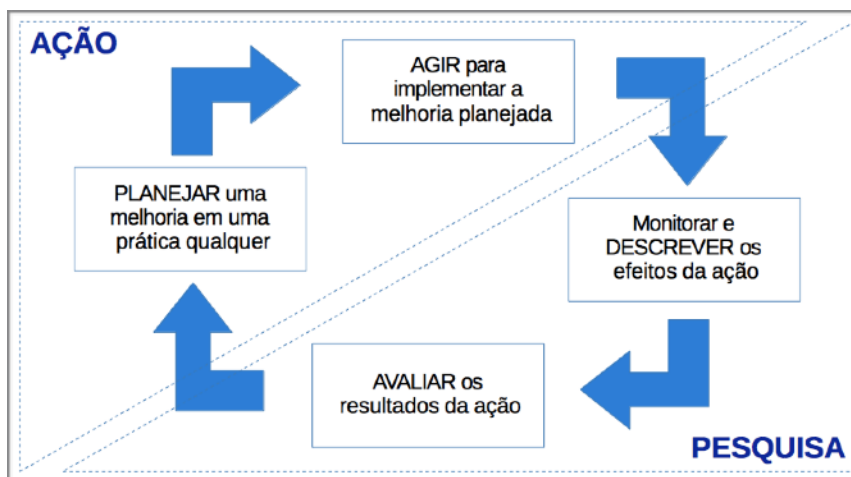 AÇÃO
AGIR para
implementar a
melhoria planejada
PLANEJAR uma
melhoria em uma
prática qualquer
Monitorar e
DESCREVER os
efeitos da ação
AVALIAR os
resultados da ação
PESQUISA